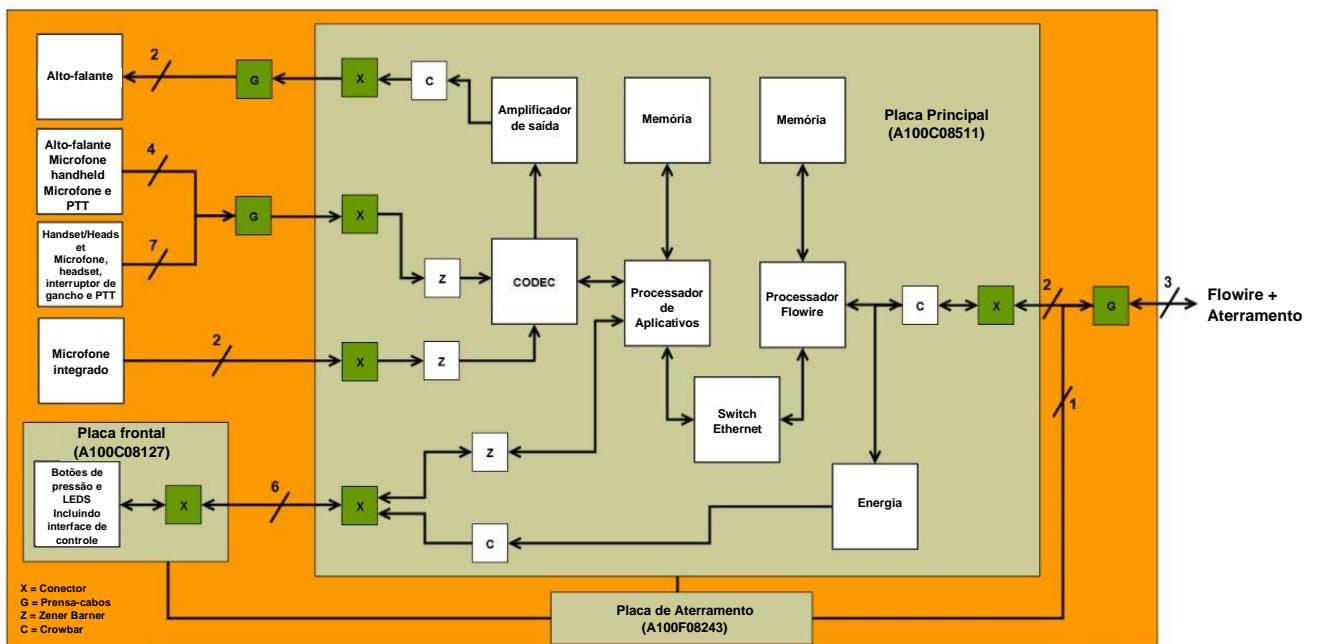 Alto-falante
2
G
X
C
Amplificador
de saída
Memória
Memória
Placa Principal
(A100C08511)
Alto-falante
Microfone
handheld
Microfone e
PTT
4
G
X
Handset/Heads
et
Microfone,
headset,
interruptor de
gancho e PTT
7
Z
CODEC
Processador
de
Aplicativos
Processador
Flowire
C
X
2
G
3
Flowire +
Aterramento
Microfone
integrado
2
X
Z
1
Switch
Ethernet
Placa frontal
(A100C08127)
Botões de
pressão e
LEDS
Incluindo
interface de
controle
X
6
X
Z
C
Energia
X = Conector
G = Prensa-cabos
Z = Zener Barner
C = Crowbar
Placa de Aterramento
(A100F08243)